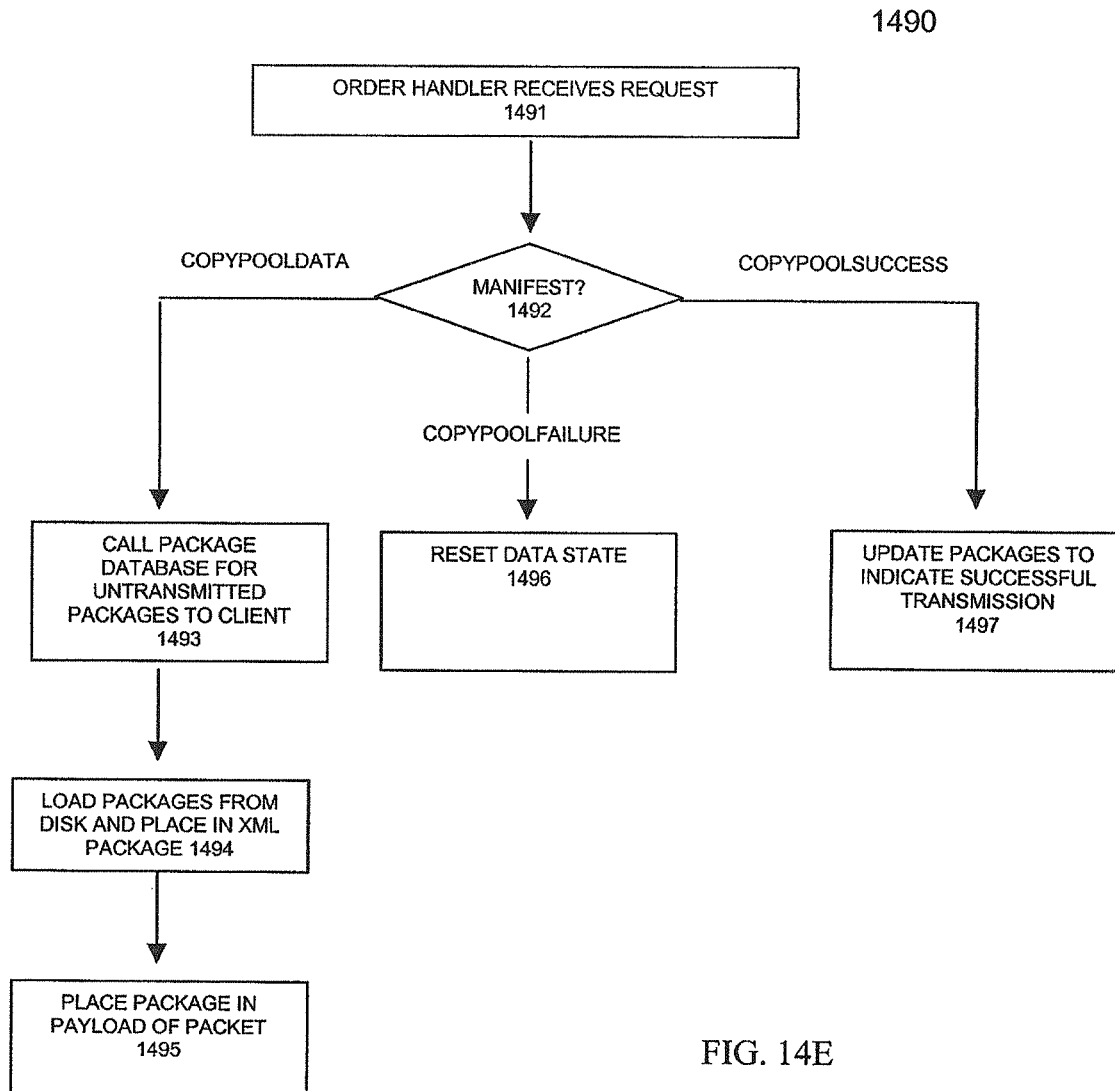 1490
ORDER HANDLER RECEIVES REQUEST
1491
COPYPOOLDATA
COPYPOOLSUCCESS
MANIFEST?
1492
COPYPOOLFAILURE
CALL PACKAGE
DATABASE FOR
UNTRANSMITTED
PACKAGES TO CLIENT
1493
RESET DATA STATE
1496
UPDATE PACKAGES TO
INDICATE SUCCESSFUL
TRANSMISSION
1497
LOAD PACKAGES FROM
DISK AND PLACE IN XML
PACKAGE 1494
PLACE PACKAGE IN
PAYLOAD OF PACKET
1495
FIG. 14E